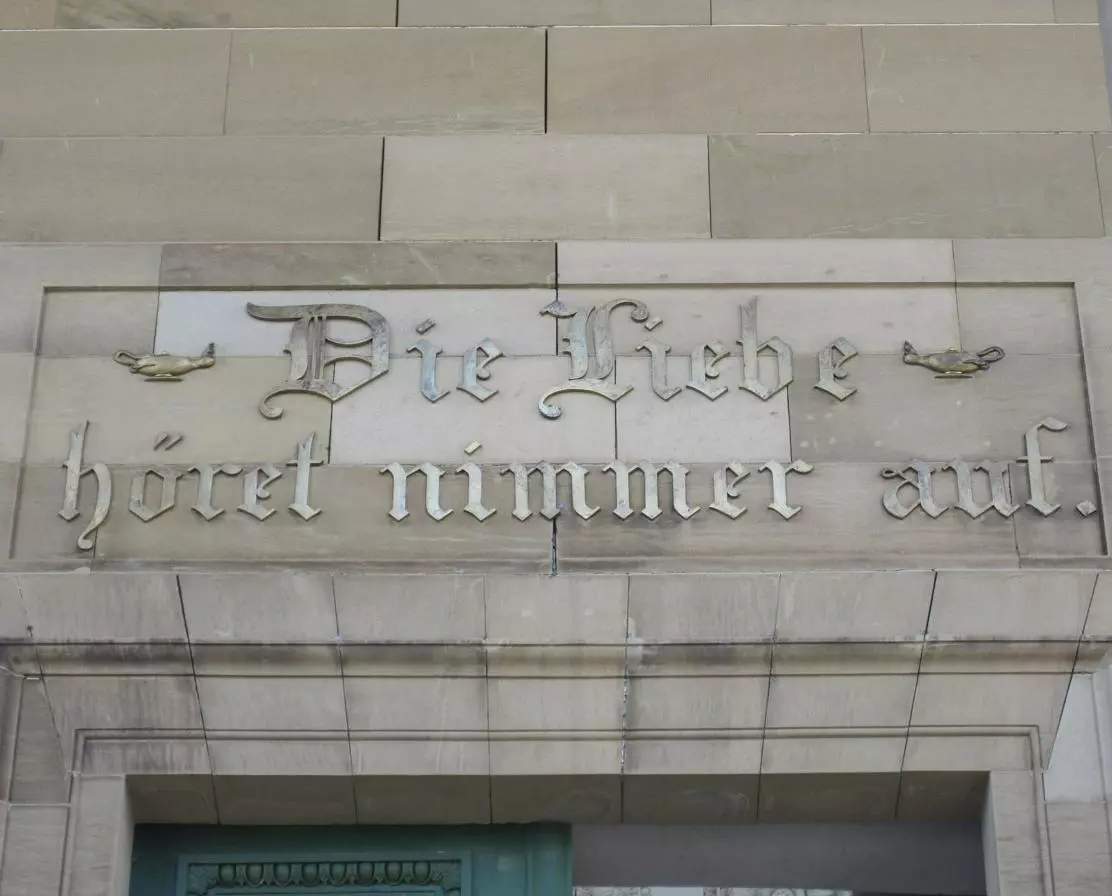 Die Liebe
höret nimmer auf.